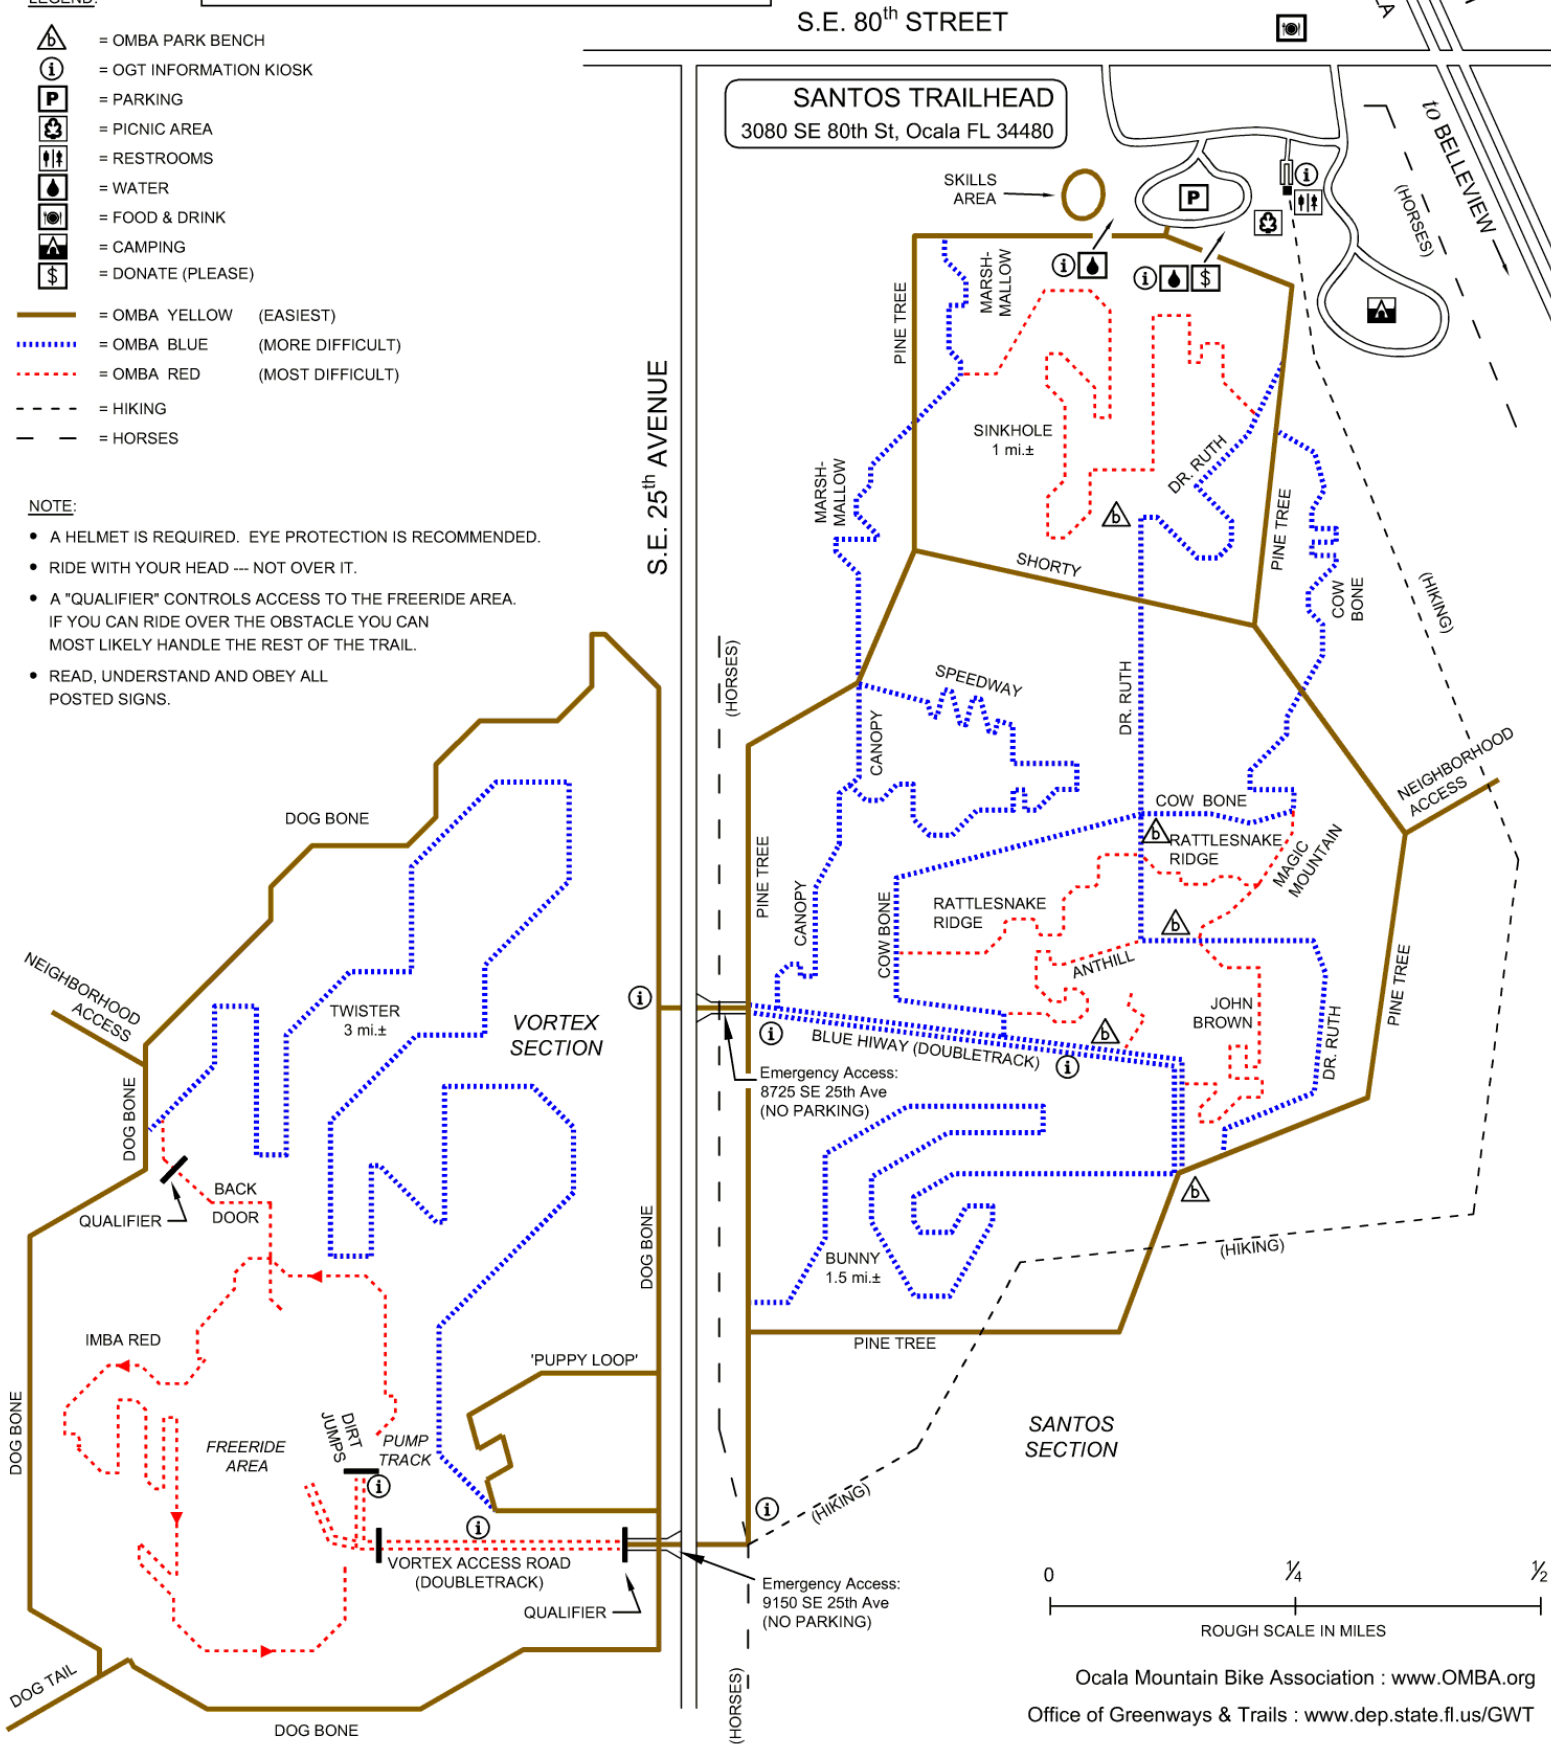 LEGEND:
b = OMBA PARK BENCH
i = OGT INFORMATION KIOSK
P = PARKING
= PICNIC AREA
= RESTROOMS
= WATER
= FOOD & DRINK
= CAMPING
$ = DONATE (PLEASE)
= OMBA YELLOW (EASIEST)
= OMBA BLUE (MORE DIFFICULT)
= OMBA RED (MOST DIFFICULT)
= HIKING
= HORSES
NOTE:
• A HELMET IS REQUIRED. EYE PROTECTION IS RECOMMENDED.
• RIDE WITH YOUR HEAD --- NOT OVER IT.
• A "QUALIFIER" CONTROLS ACCESS TO THE FREERIDE AREA.
IF YOU CAN RIDE OVER THE OBSTACLE YOU CAN
MOST LIKELY HANDLE THE REST OF THE TRAIL.
• READ, UNDERSTAND AND OBEY ALL
POSTED SIGNS.
S.E. 80th STREET
SANTOS TRAILHEAD
3080 SE 80th St, Ocala FL 34480
to BELLEVIEW
(HORSES)
SKILLS
AREA
P
i
i
i
$
MARSH-
MALLOW
PINE TREE
S.E. 25th AVENUE
SINKHOLE
1 mi.±
DR. RUTH
b
MARSH-
MALLOW
PINE TREE
SHORTY
COW
BONE
(HIKING)
(HORSES)
SPEEDWAY
DR. RUTH
CANOPY
NEIGHBORHOOD
ACCESS
COW BONE
b
RATTLESNAKE
RIDGE
MAGIC
MOUNTAIN
DOG BONE
PINE TREE
CANOPY
COW BONE
RATTLESNAKE
RIDGE
b
ANTHILL
PINE TREE
NEIGHBORHOOD
ACCESS
TWISTER
3 mi.±
VORTEX
SECTION
i
i
JOHN
BROWN
b
DR. RUTH
BLUE HIWAY (DOUBLETRACK)
i
Emergency Access:
8725 SE 25th Ave
(NO PARKING)
DOG BONE
BACK
DOOR
QUALIFIER
b
DOG BONE
BUNNY
1.5 mi.±
(HIKING)
IMBA RED
'PUPPY LOOP'
PINE TREE
DOG BONE
FREERIDE
AREA
DIRT
JUMPS
PUMP
TRACK
i
SANTOS
SECTION
i
i
(HIKING)
VORTEX ACCESS ROAD
(DOUBLETRACK)
QUALIFIER
Emergency Access:
9150 SE 25th Ave
(NO PARKING)
0 1/4 1/2
ROUGH SCALE IN MILES
DOG TAIL
DOG BONE
(HORSES)
Ocala Mountain Bike Association : www.OMBA.org
Office of Greenways & Trails : www.dep.state.fl.us/GWT